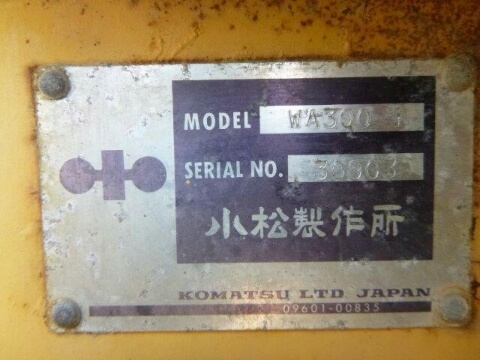 MODEL WA300 1
SERIAL NO.
小松製作所
KOMATSU LTD JAPAN
09601-00835